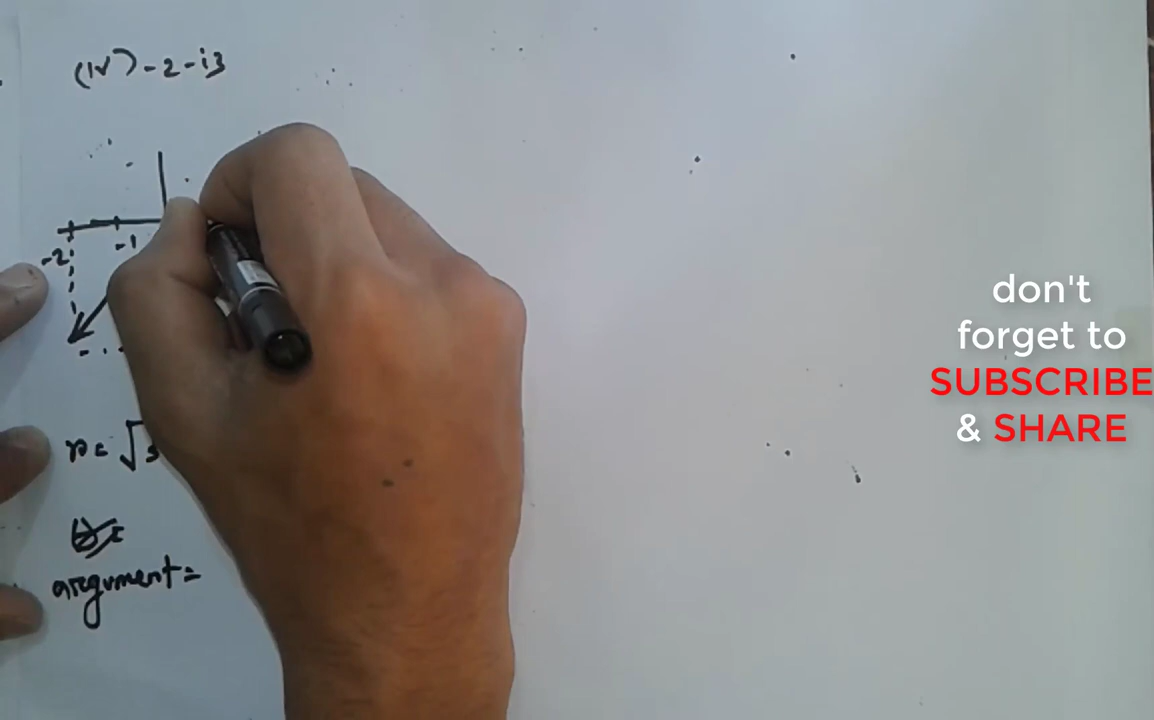 (IV) -2-i3
-2
-1
r = √
argument =
don't
forget to
SUBSCRIBE
& SHARE